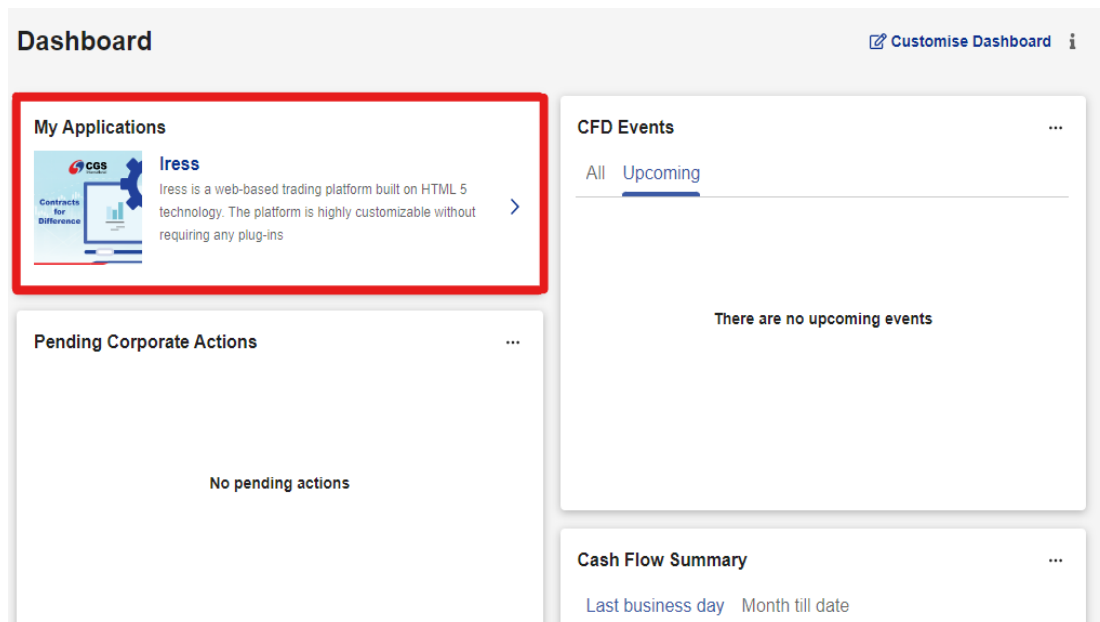 Dashboard
Customise Dashboard
My Applications
CGS
International
Contracts
for
Difference
Iress
Iress is a web-based trading platform built on HTML 5
technology. The platform is highly customizable without
requiring any plug-ins
CFD Events
All Upcoming
There are no upcoming events
Pending Corporate Actions
No pending actions
Cash Flow Summary
Last business day Month till date